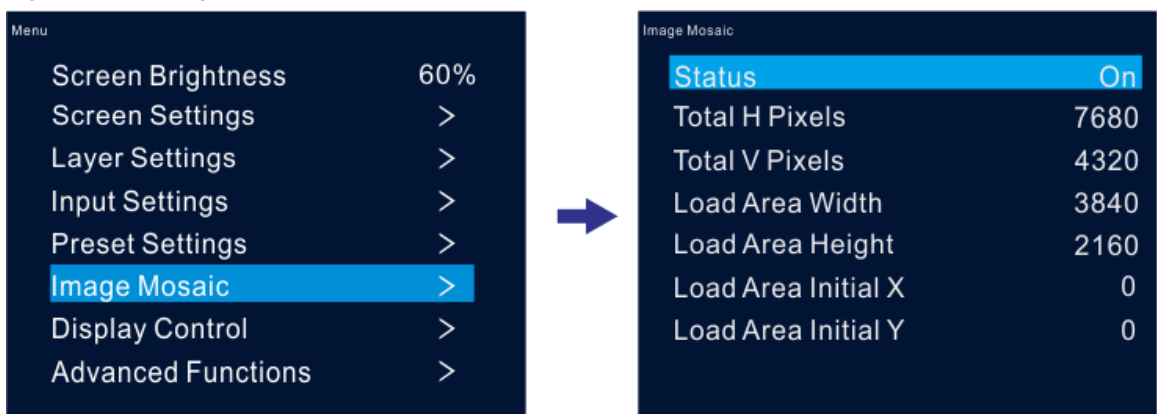 Menu
Screen Brightness 60%
Screen Settings >
Layer Settings >
Input Settings >
Preset Settings >
Image Mosaic >
Display Control >
Advanced Functions >
Image Mosaic
Status On
Total H Pixels 7680
Total V Pixels 4320
Load Area Width 3840
Load Area Height 2160
Load Area Initial X 0
Load Area Initial Y 0